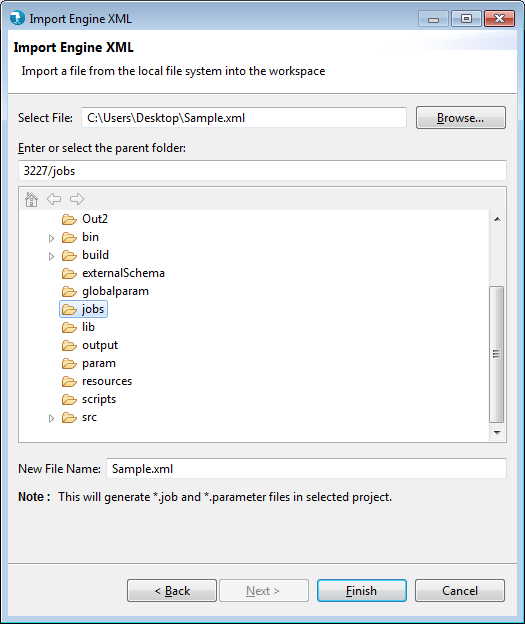 Import Engine XML
Import Engine XML
Import a file from the local file system into the workspace
Select File: C:\Users\Desktop\Sample.xml Browse...
Enter or select the parent folder:
3227/jobs
Out2
bin
build
externalSchema
globalparam
jobs
lib
output
param
resources
scripts
src
New File Name: Sample.xml
Note : This will generate *.job and *.parameter files in selected project.
< Back Next > Finish Cancel